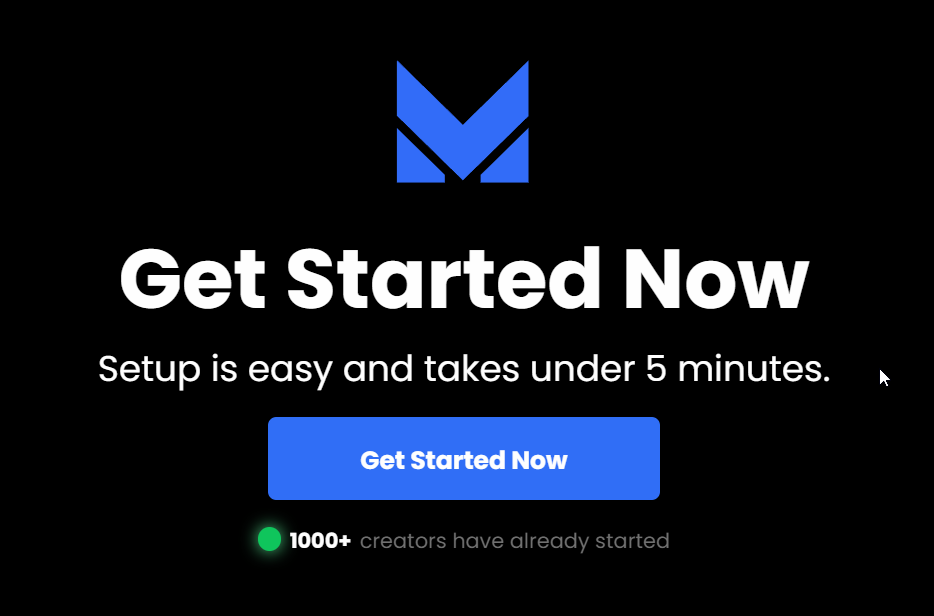 Get Started Now
Setup is easy and takes under 5 minutes.
Get Started Now
1000+ creators have already started